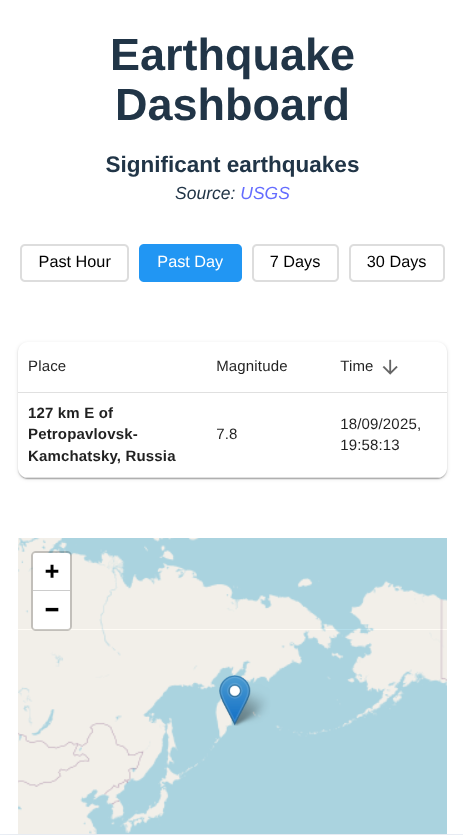 Earthquake
Dashboard
Significant earthquakes
Source: USGS
Past Hour Past Day 7 Days 30 Days
Place Magnitude Time
127 km E of
Petropavlovsk-
Kamchatsky, Russia
7.8
18/09/2025,
19:58:13
+
−